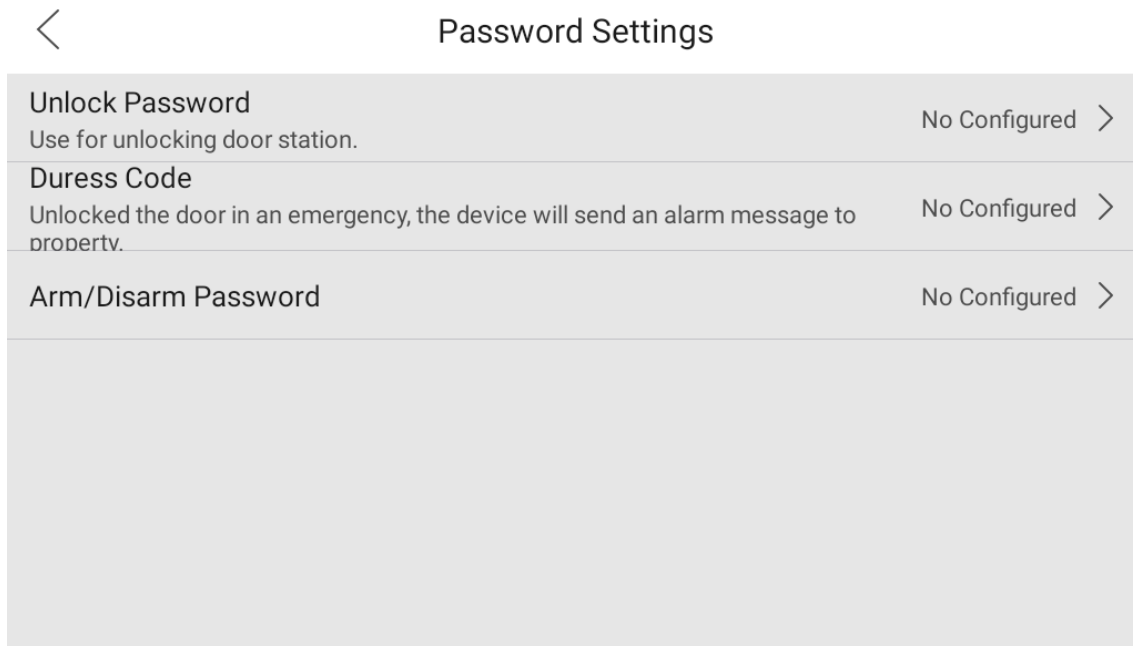 Password Settings
Unlock Password
Use for unlocking door station.
No Configured
Duress Code
Unlocked the door in an emergency, the device will send an alarm message to
property.
No Configured
Arm/Disarm Password
No Configured